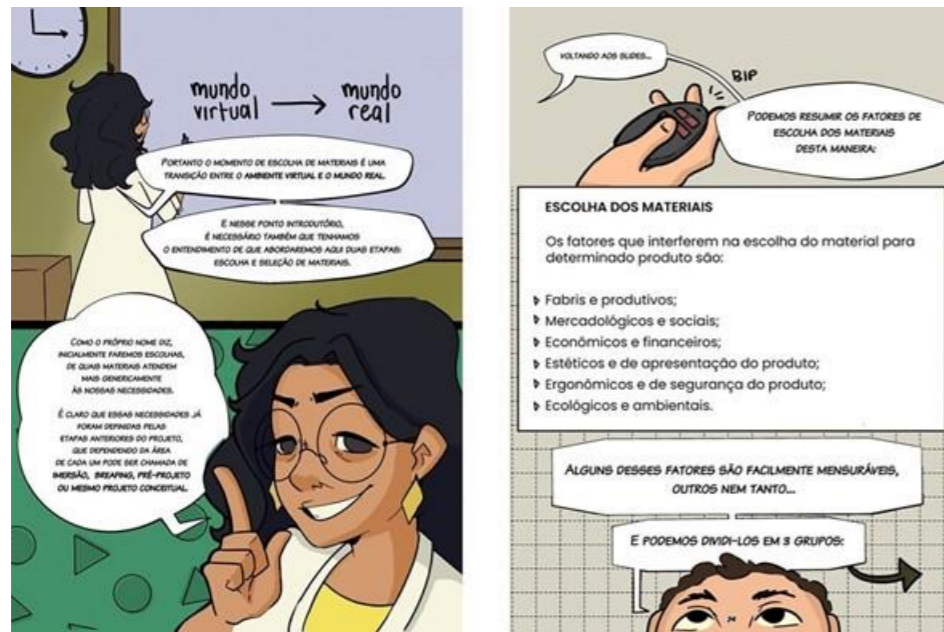 mundo
virtual → mundo
real
PORTANTO O MOMENTO DE ESCOLHA DE MATERIAIS É UMA
TRANSIÇÃO ENTRE O AMBIENTE VIRTUAL E O MUNDO REAL.
E NESSE PONTO INTRODUTÓRIO,
É NECESSÁRIO TAMBÉM QUE TENHAMOS
O ENTENDIMENTO DE QUE ABORDAREMOS AQUI DUAS ETAPAS:
ESCOLHA E SELEÇÃO DE MATERIAIS.
COMO O PRÓPRIO NOME DIZ,
INICIALMENTE FAREMOS ESCOLHAS,
DE QUAIS MATERIAIS ATENDEM
MAIS GENERICAMENTE
ÀS NOSSAS NECESSIDADES.
É CLARO QUE ESSAS NECESSIDADES JÁ
FORAM DEFINIDAS PELAS
ETAPAS ANTERIORES DO PROJETO,
QUE DEPENDENDO DA ÁREA
DE CADA UM PODE SER CHAMADA DE
IMERSÃO, BREAFING, PRÉ-PROJETO
OU MESMO PROJETO CONCEITUAL.
VOLTANDO AOS SLIDES...
BIP
PODEMOS RESUMIR OS FATORES DE
ESCOLHA DOS MATERIAIS
DESTA MANEIRA:
ESCOLHA DOS MATERIAIS
Os fatores que interferem na escolha do material para
determinado produto são:
Fabris e produtivos;
Mercadológicos e sociais;
Econômicos e financeiros;
Estéticos e de apresentação do produto;
Ergonômicos e de segurança do produto;
Ecológicos e ambientais.
ALGUNS DESSES FATORES SÃO FACILMENTE MENSURÁVEIS,
OUTROS NEM TANTO...
E PODEMOS DIVIDI-LOS EM 3 GRUPOS: